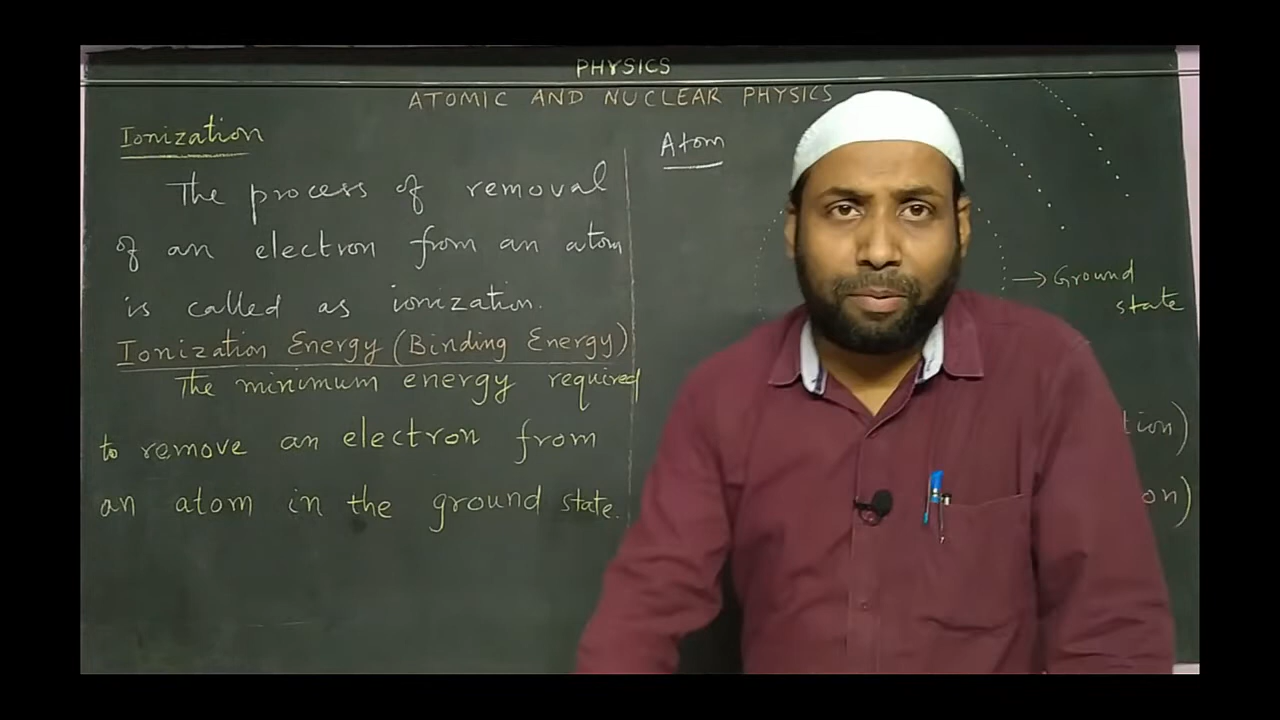 PHYSICS
ATOMIC AND NUCLEAR PHYSICS
Ionization
The process of removal
of an electron from an atom
is called as ionization.
Ionization Energy (Binding Energy)
The minimum energy required
to remove an electron from
an atom in the ground state.
Atom
→ Ground
state
tion)
on)